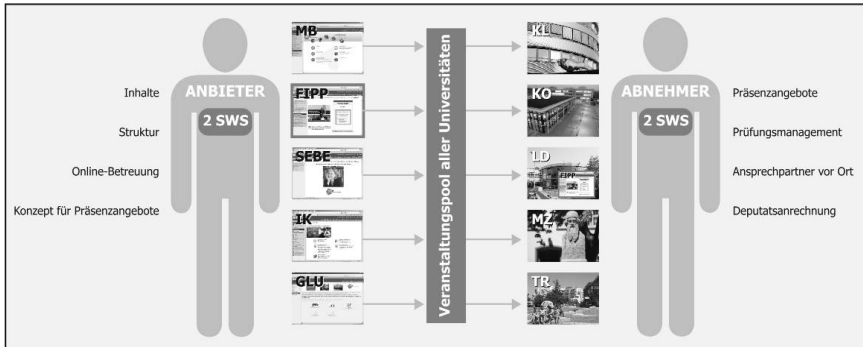 Inhalte
Struktur
Online-Betreuung
Konzept für Präsenzangebote
ANBIETER
2 SWS
MB
FIPP
SEBE
IK
GLU
Veranstaltungspool aller Universitäten
KL
KO
LD
FIPP
MZ
TR
ABNEHMER
2 SWS
Präsenzangebote
Prüfungsmanagement
Ansprechpartner vor Ort
Deputatsanrechnung